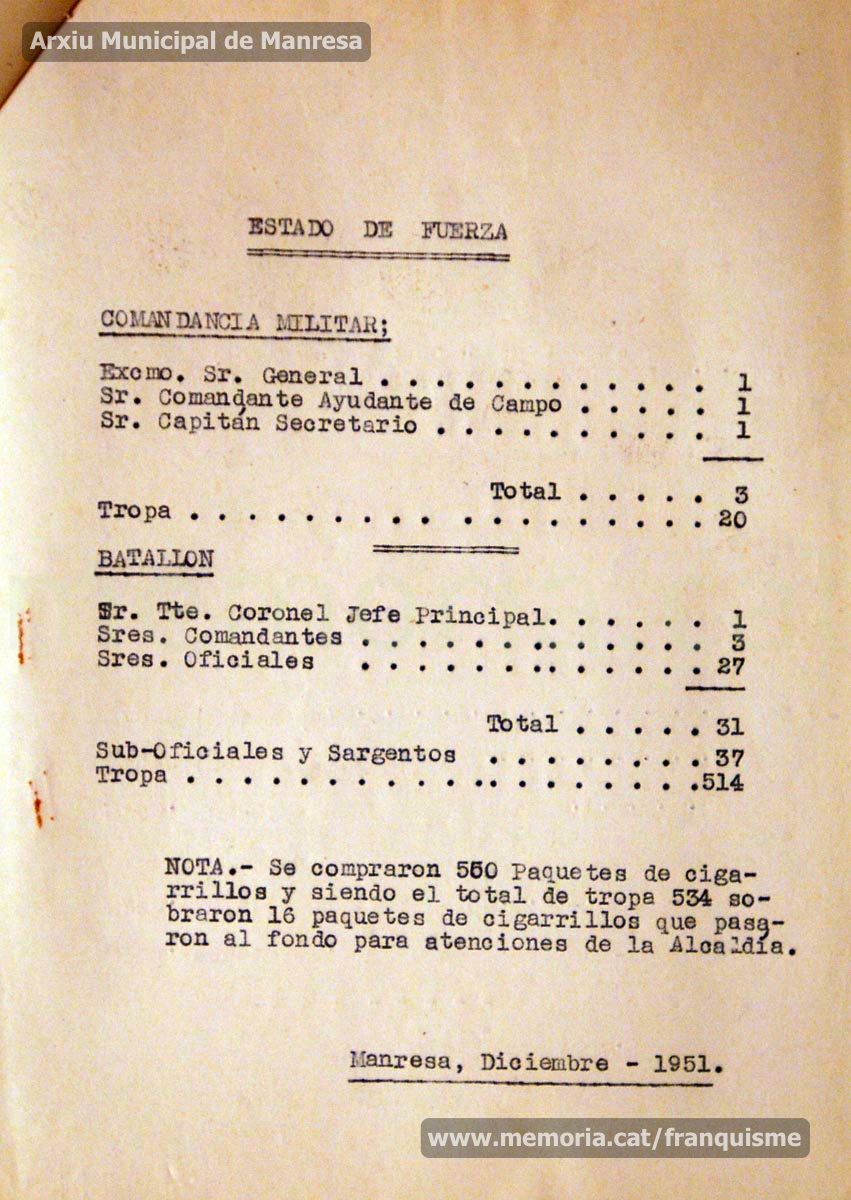 Arxiu Municipal de Manresa
ESTADO DE FUERZA
COMANDANCIA MILITAR;
Excmo. Sr. General . . . . . . . . . . . . . . 1
Sr. Comandante Ayudante de Campo . . . . . 1
Sr. Capitán Secretario . . . . . . . . . . 1
Total . . . . . 3
Tropa . . . . . . . . . . . . . . . . . . . 20
BATALLON
Sr. Tte. Coronel Jefe Principal. . . . . . 1
Sres. Comandantes . . . . . . . . . . . . . 3
Sres. Oficiales . . . . . . . . . . . . . 27
Total . . . . . 31
Sub-Oficiales y Sargentos . . . . . . . . 37
Tropa . . . . . . . . . . . . . . . . . . .514
NOTA.- Se compraron 550 Paquetes de ciga-
rrillos y siendo el total de tropa 534 so-
braron 16 paquetes de cigarrillos que pasa-
ron al fondo para atenciones de la Alcaldía.
Manresa, Diciembre - 1951.
www.memoria.cat/franquisme